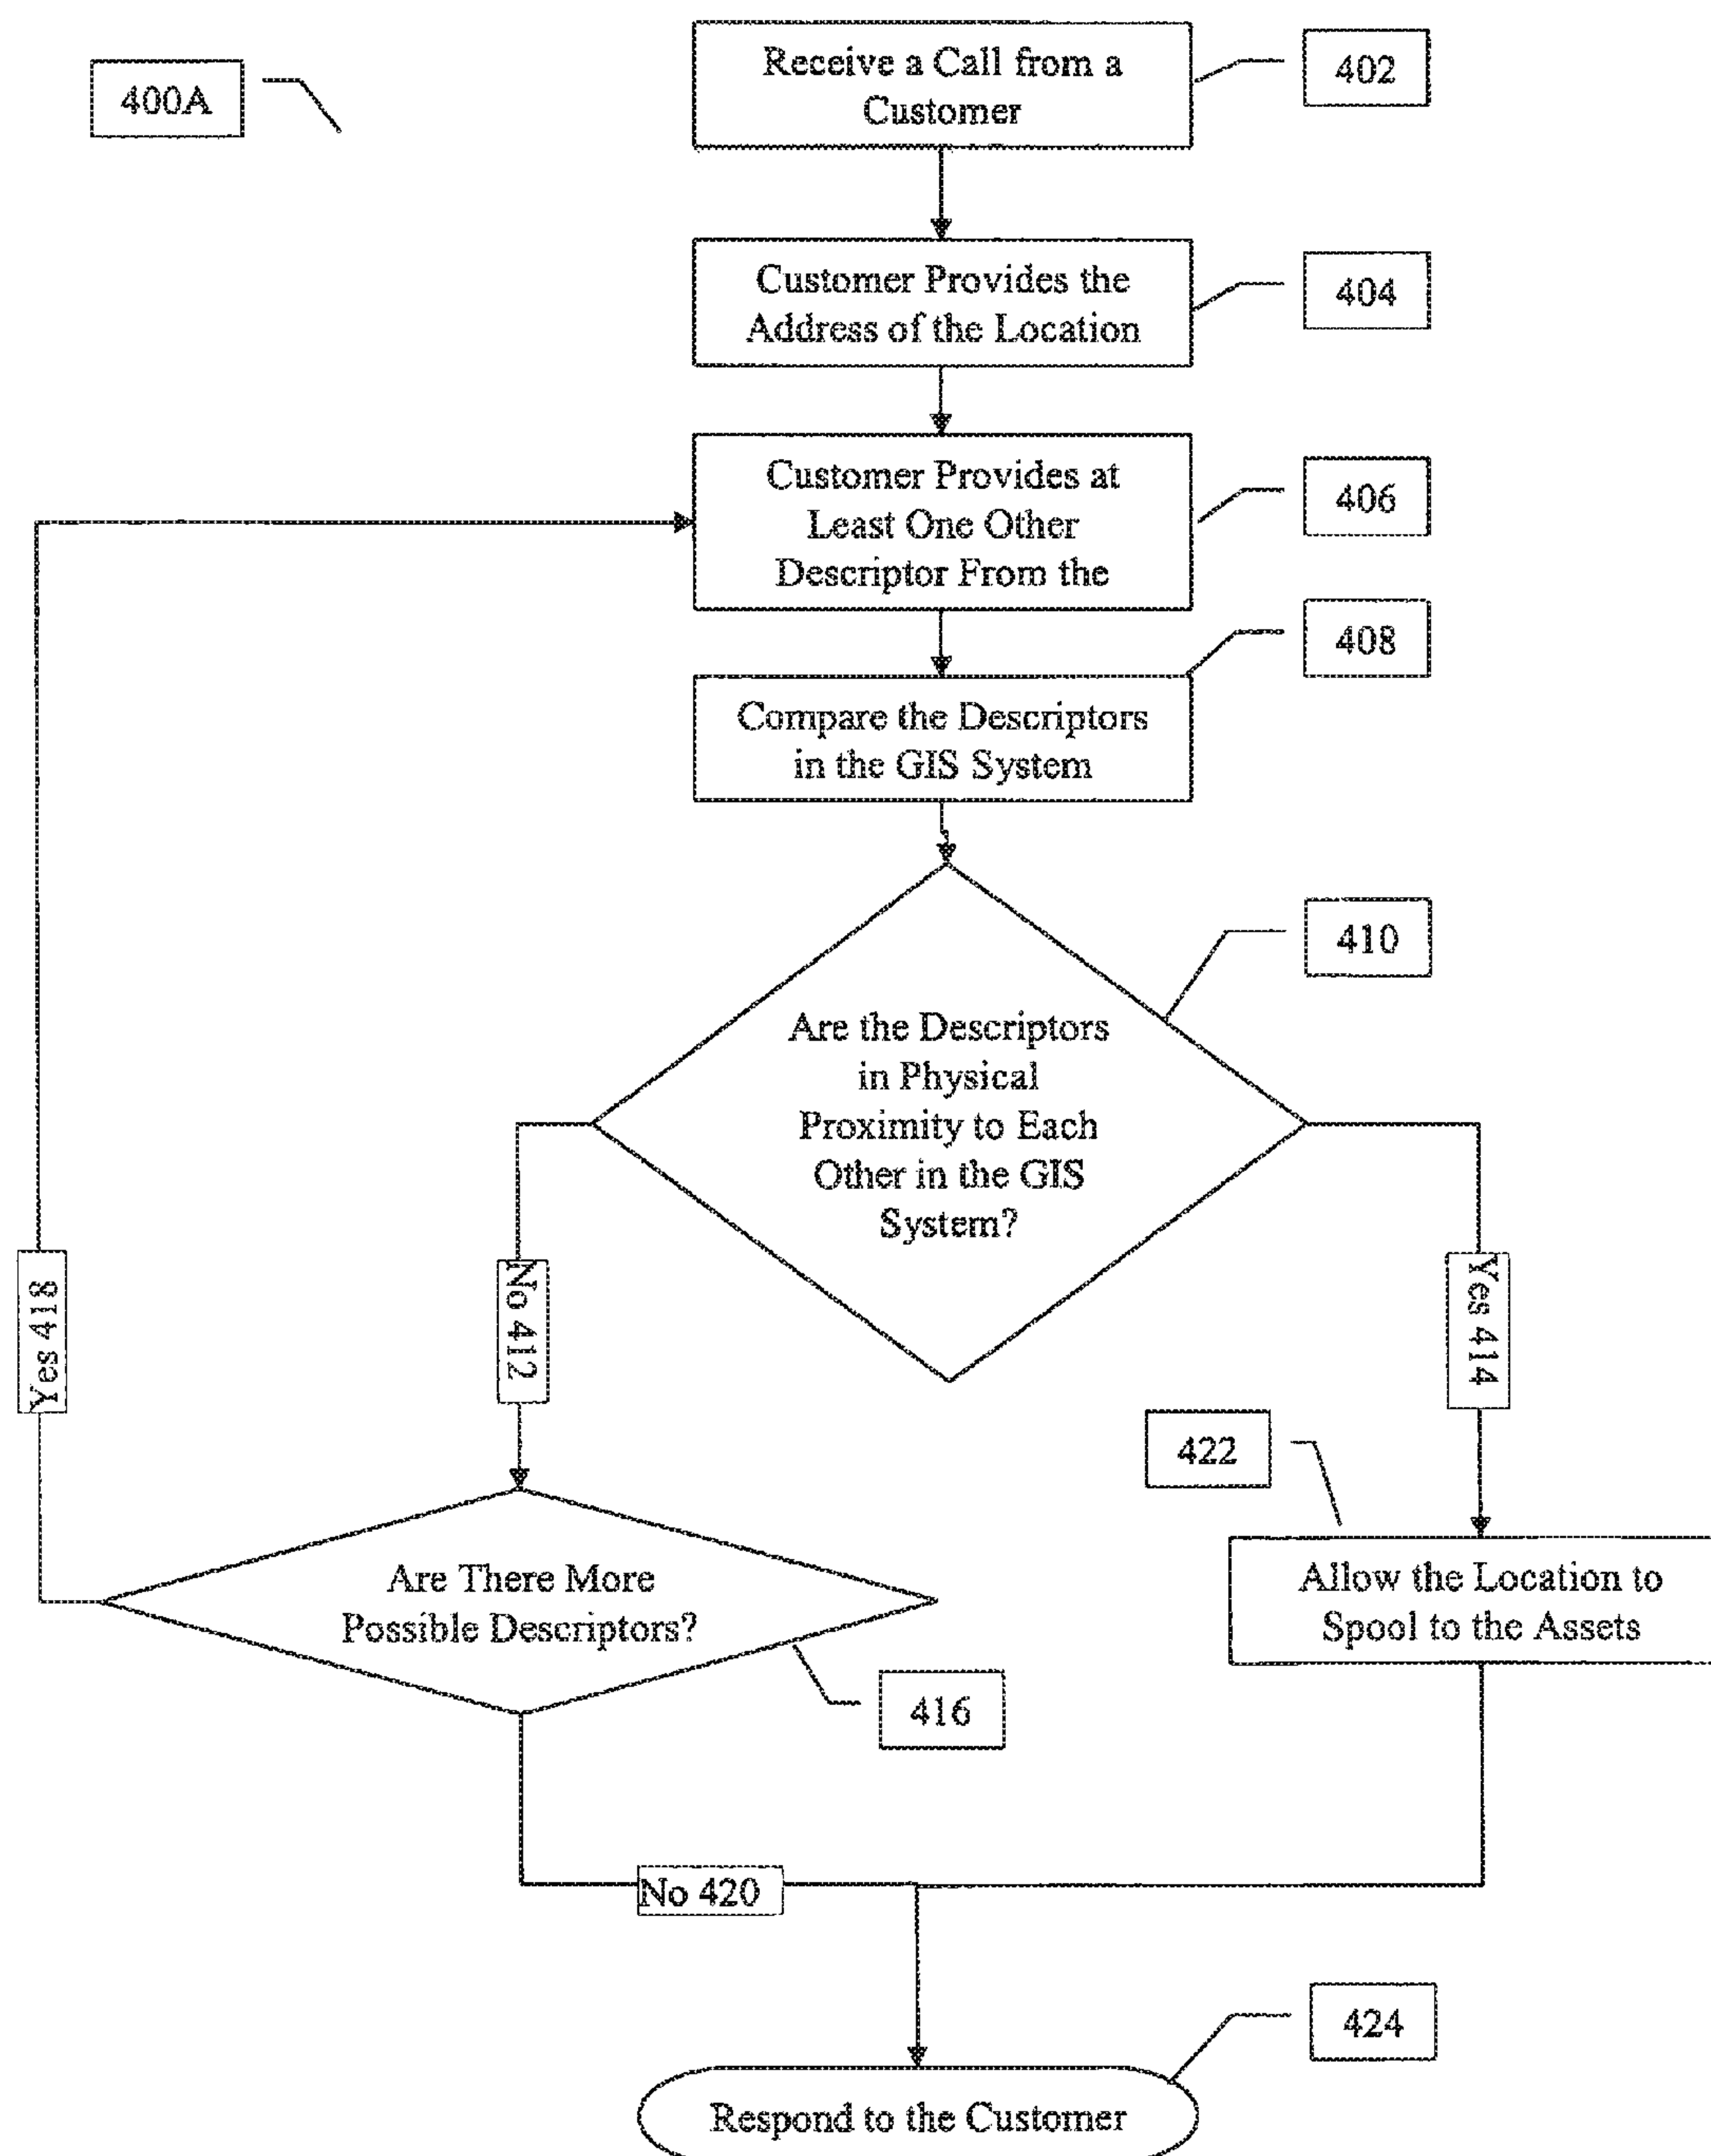 400A
Receive a Call from a
Customer
402
Customer Provides the
Address of the Location
404
Customer Provides at
Least One Other
Descriptor From the
406
408
Compare the Descriptors
in the GIS System
410
Are the Descriptors
in Physical
Proximity to Each
Other in the GIS
System?
Yes 418
No 412
Yes 414
422
Are There More
Possible Descriptors?
416
Allow the Location to
Spool to the Assets
No 420
424
Respond to the Customer